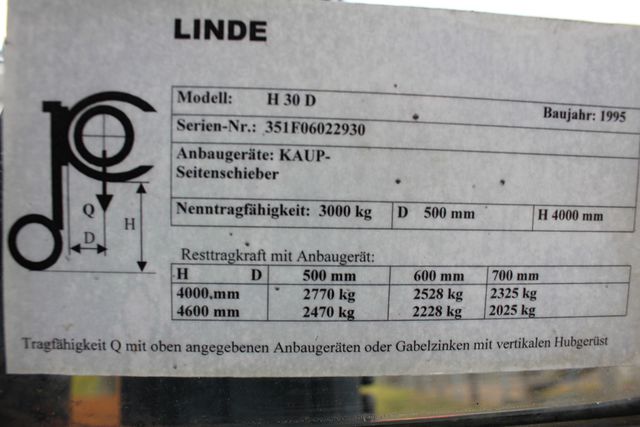 LINDE
Modell: H 30 D
Baujahr: 1995
Serien-Nr.: 351F06022930
Anbaugeräte: KAUP-
Seitenschieber
Nenntragfähigkeit: 3000 kg D 500 mm H 4000 mm
Q
H
D
Resttragkraft mit Anbaugerät:
H D 500 mm 600 mm 700 mm
4000,mm 2770 kg 2528 kg 2325 kg
4600 mm 2470 kg 2228 kg 2025 kg
Tragfähigkeit Q mit oben angegebenen Anbaugeräten oder Gabelzinken mit vertikalen Hubgerüst